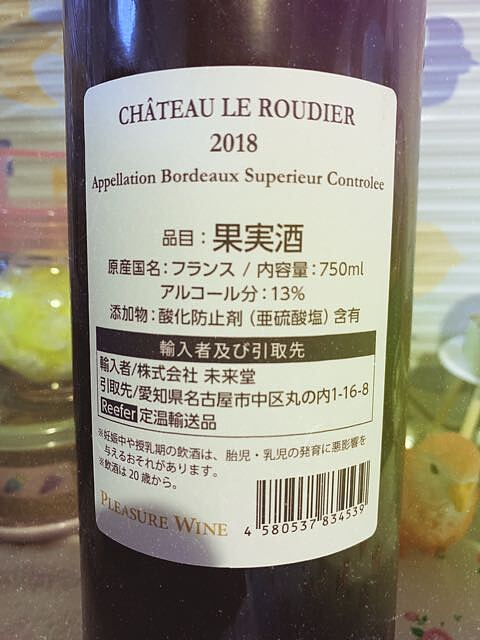 CHÂTEAU LE ROUDIER
2018
Appellation Bordeaux Superieur Controlee
品目：果実酒
原産国名：フランス / 内容量：750ml
アルコール分：13%
添加物：酸化防止剤（亜硫酸塩）含有
輸入者及び引取先
輸入者/株式会社 未来堂
引取先/愛知県名古屋市中区丸の内1-16-8
Reefer 定温輸送品
※妊娠中や授乳期の飲酒は、胎児・乳児の発育に悪影響を
与えるおそれがあります。
※飲酒は20歳から。
PLEASURE WINE
4 580537 834539